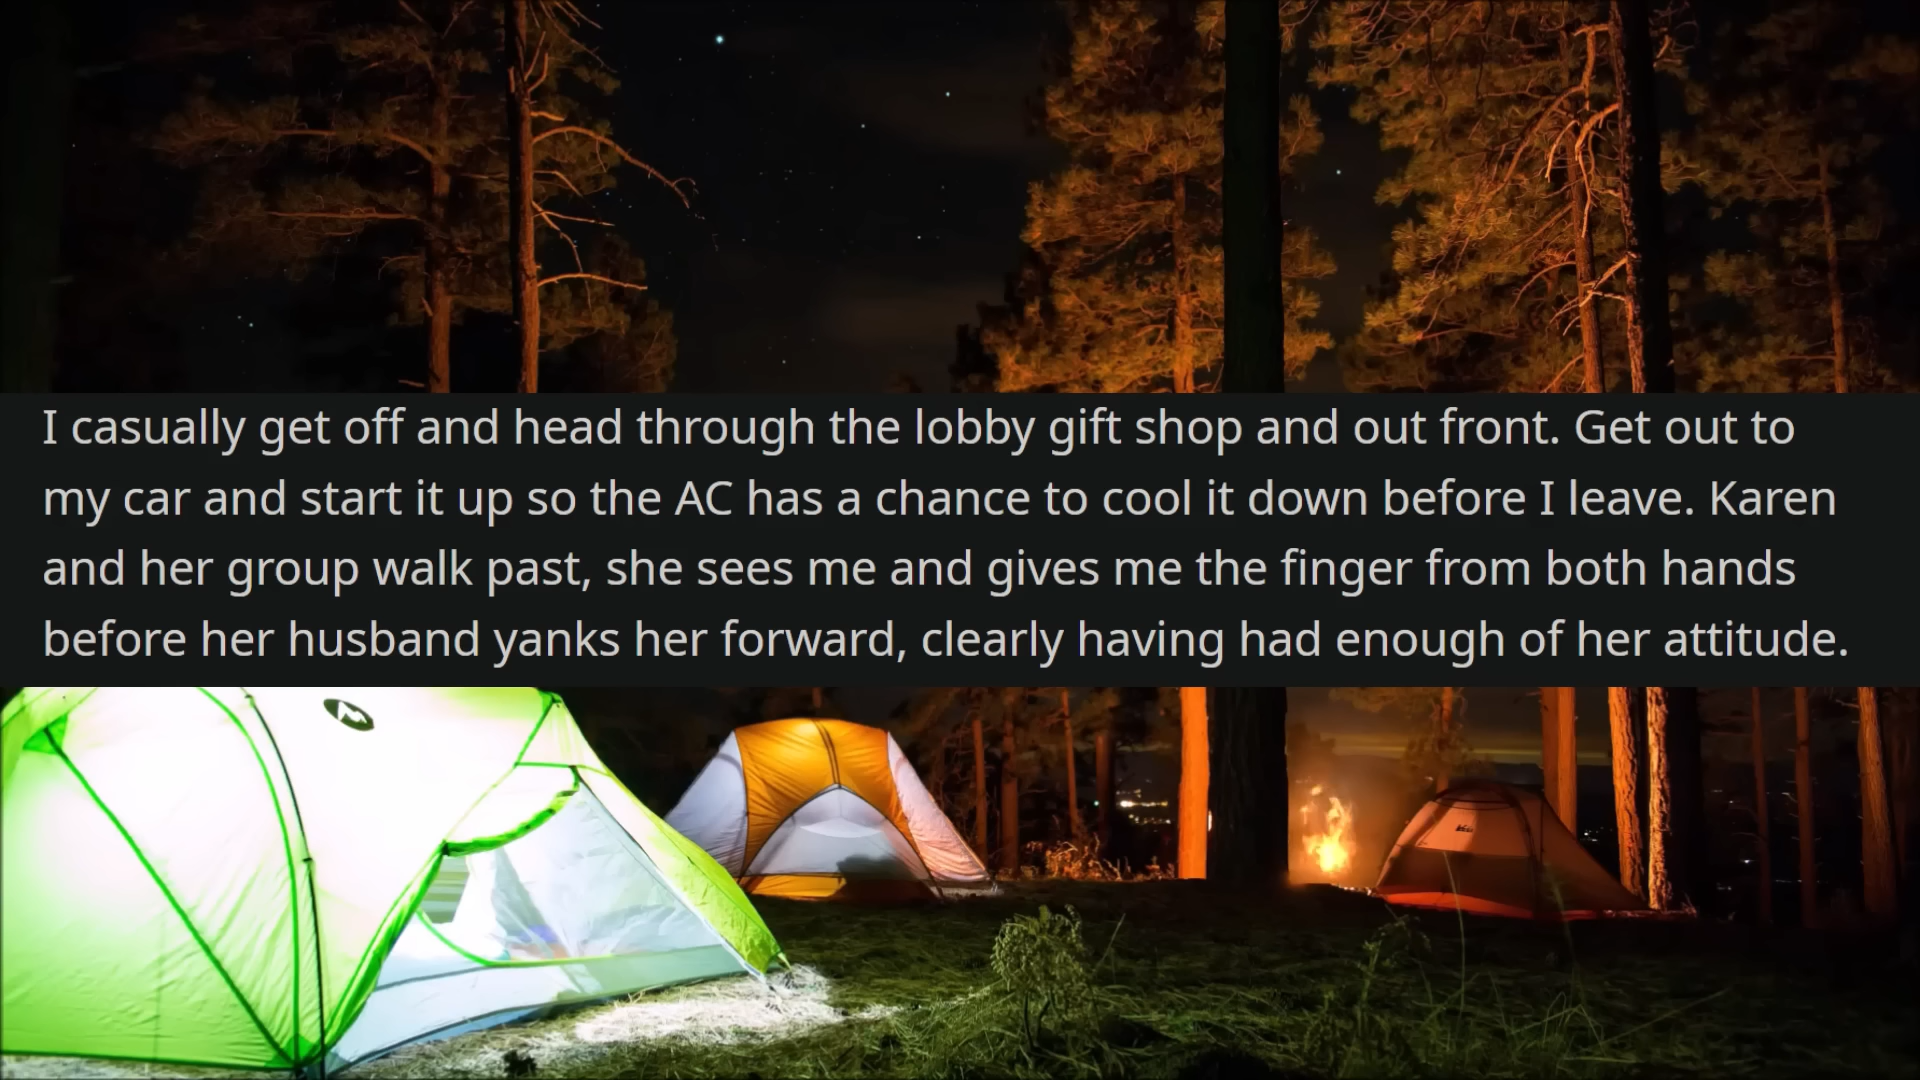 I casually get off and head through the lobby gift shop and out front. Get out to
my car and start it up so the AC has a chance to cool it down before I leave. Karen
and her group walk past, she sees me and gives me the finger from both hands
before her husband yanks her forward, clearly having had enough of her attitude.